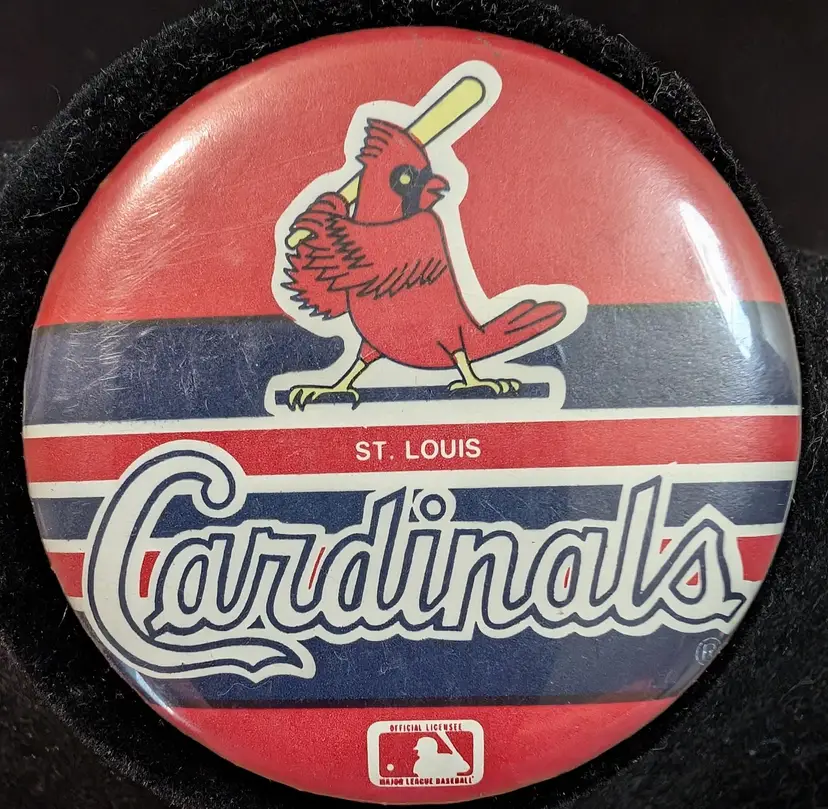 ST. LOUIS
Cardinals
®
OFFICIAL LICENSEE
MAJOR LEAGUE BASEBALL